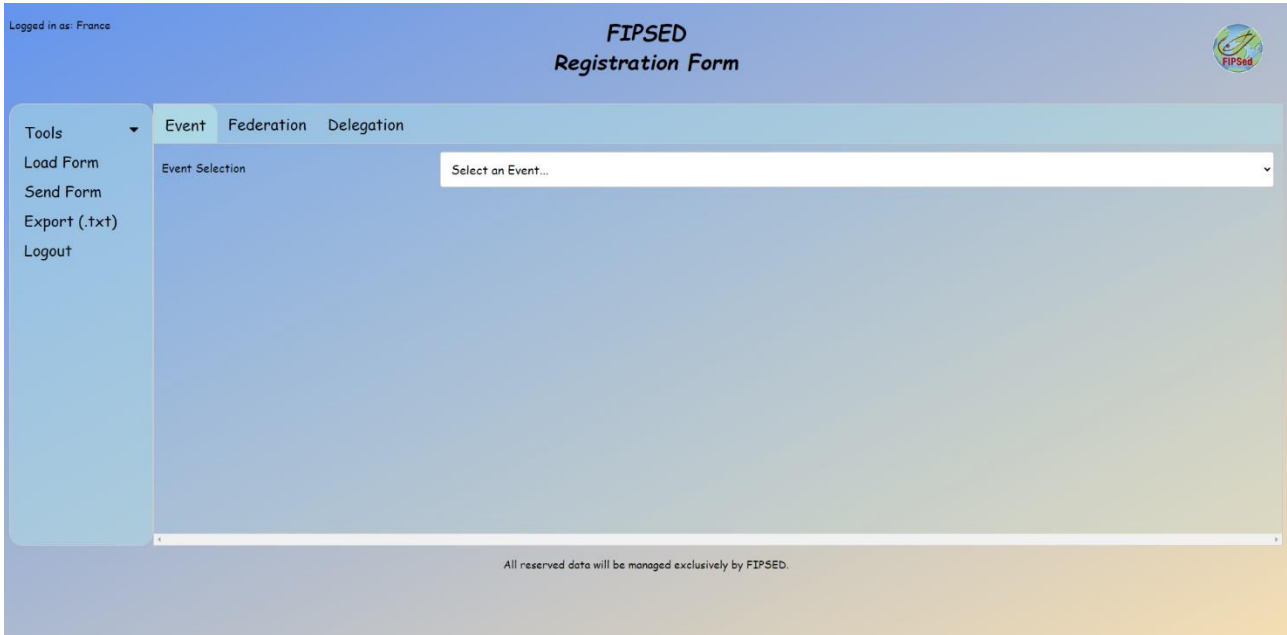 Logged in as: France
FIPSED
Registration Form
FIPSed
Tools
Load Form
Send Form
Export (.txt)
Logout
Event Federation Delegation
Event Selection Select an Event...
All reserved data will be managed exclusively by FIPSED.